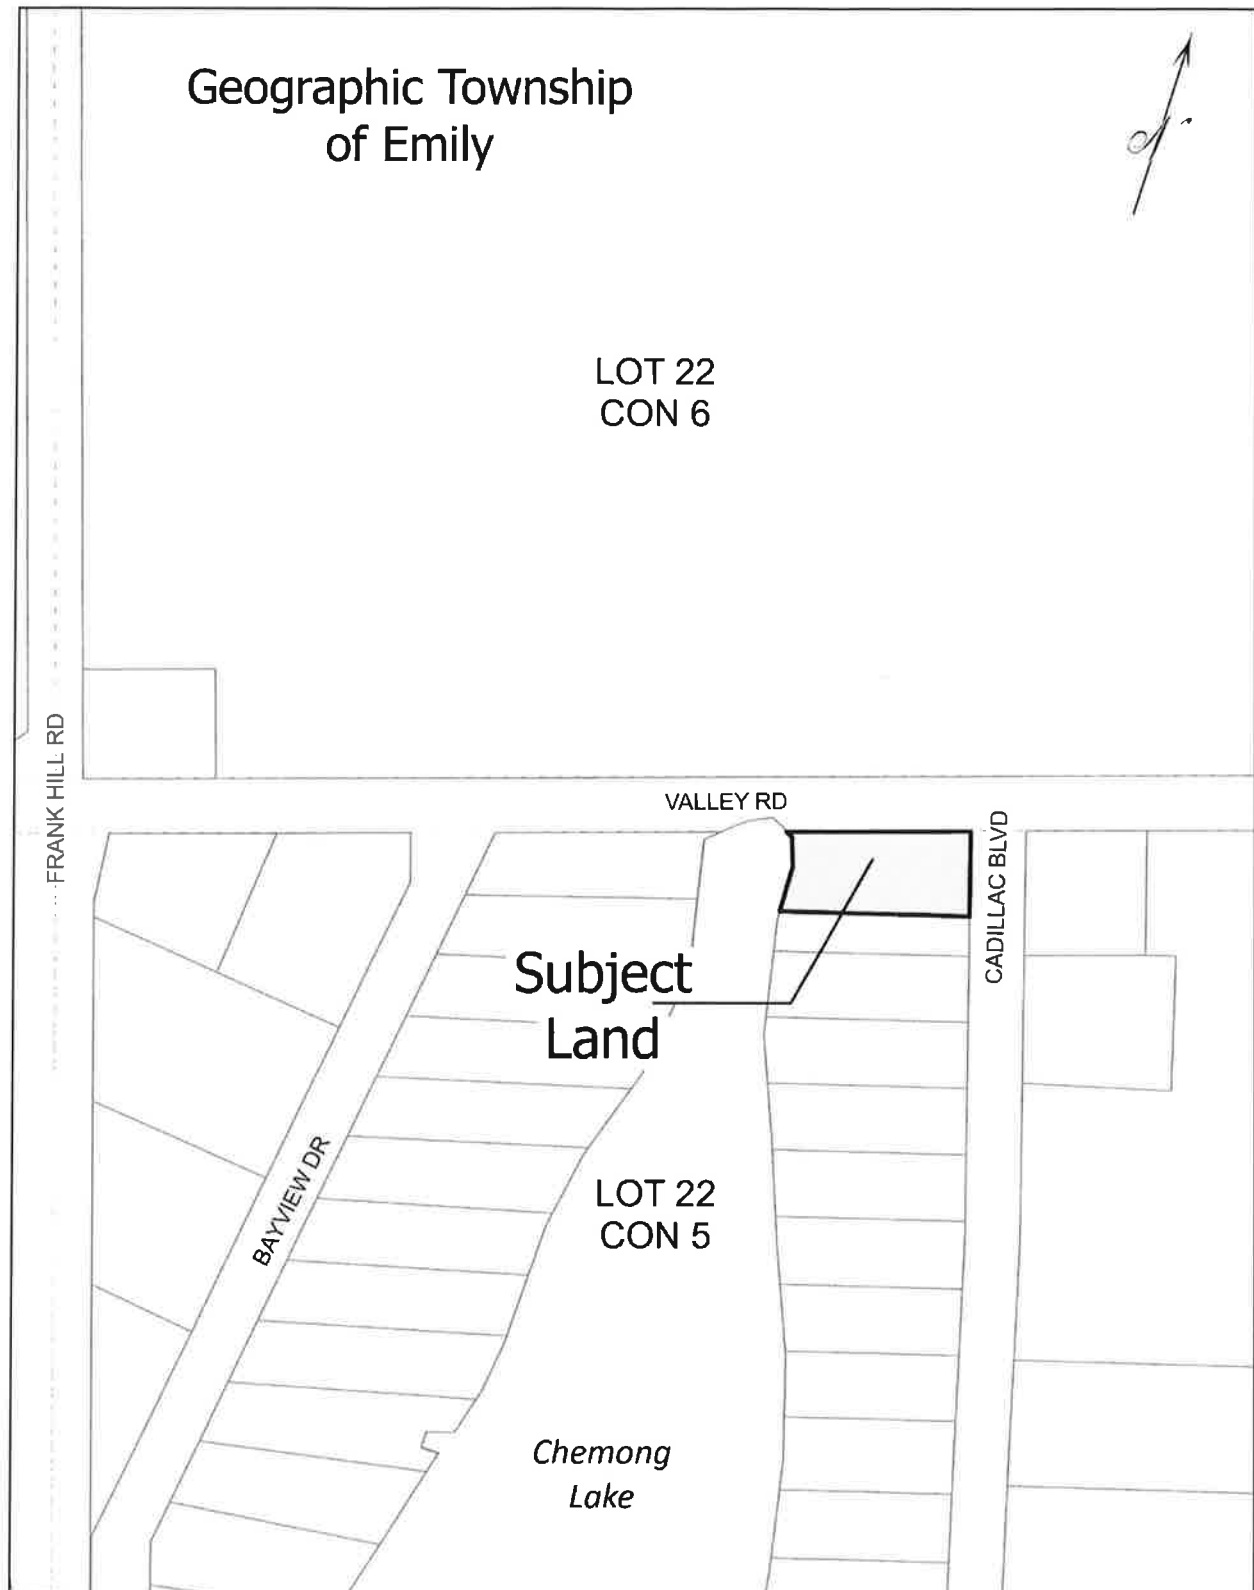 Geographic Township
of Emily
LOT 22
CON 6
FRANK HILL RD
VALLEY RD
CADILLAC BLVD
Subject
Land
BAYVIEW DR
LOT 22
CON 5
Chemong
Lake